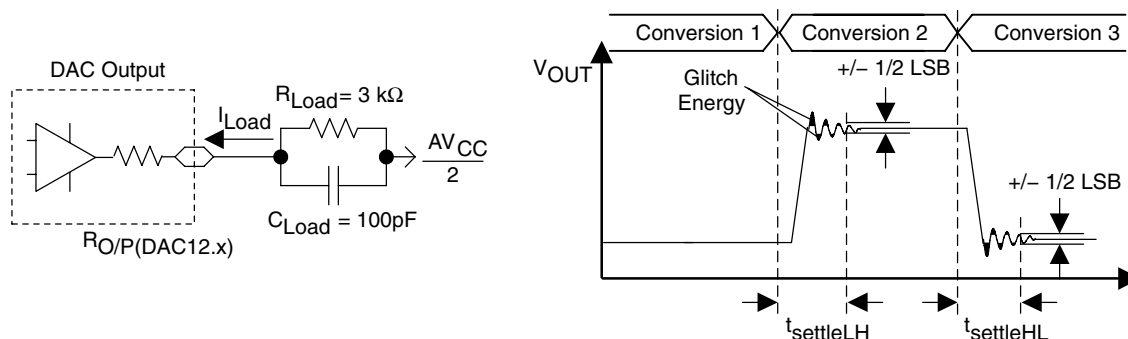 DAC Output
R_Load = 3 kΩ
I_Load
AV_CC
2
C_Load = 100pF
R_O/P(DAC12.x)
Conversion 1
Conversion 2
Conversion 3
V_OUT
Glitch
Energy
+/− 1/2 LSB
+/− 1/2 LSB
t_settleLH
t_settleHL